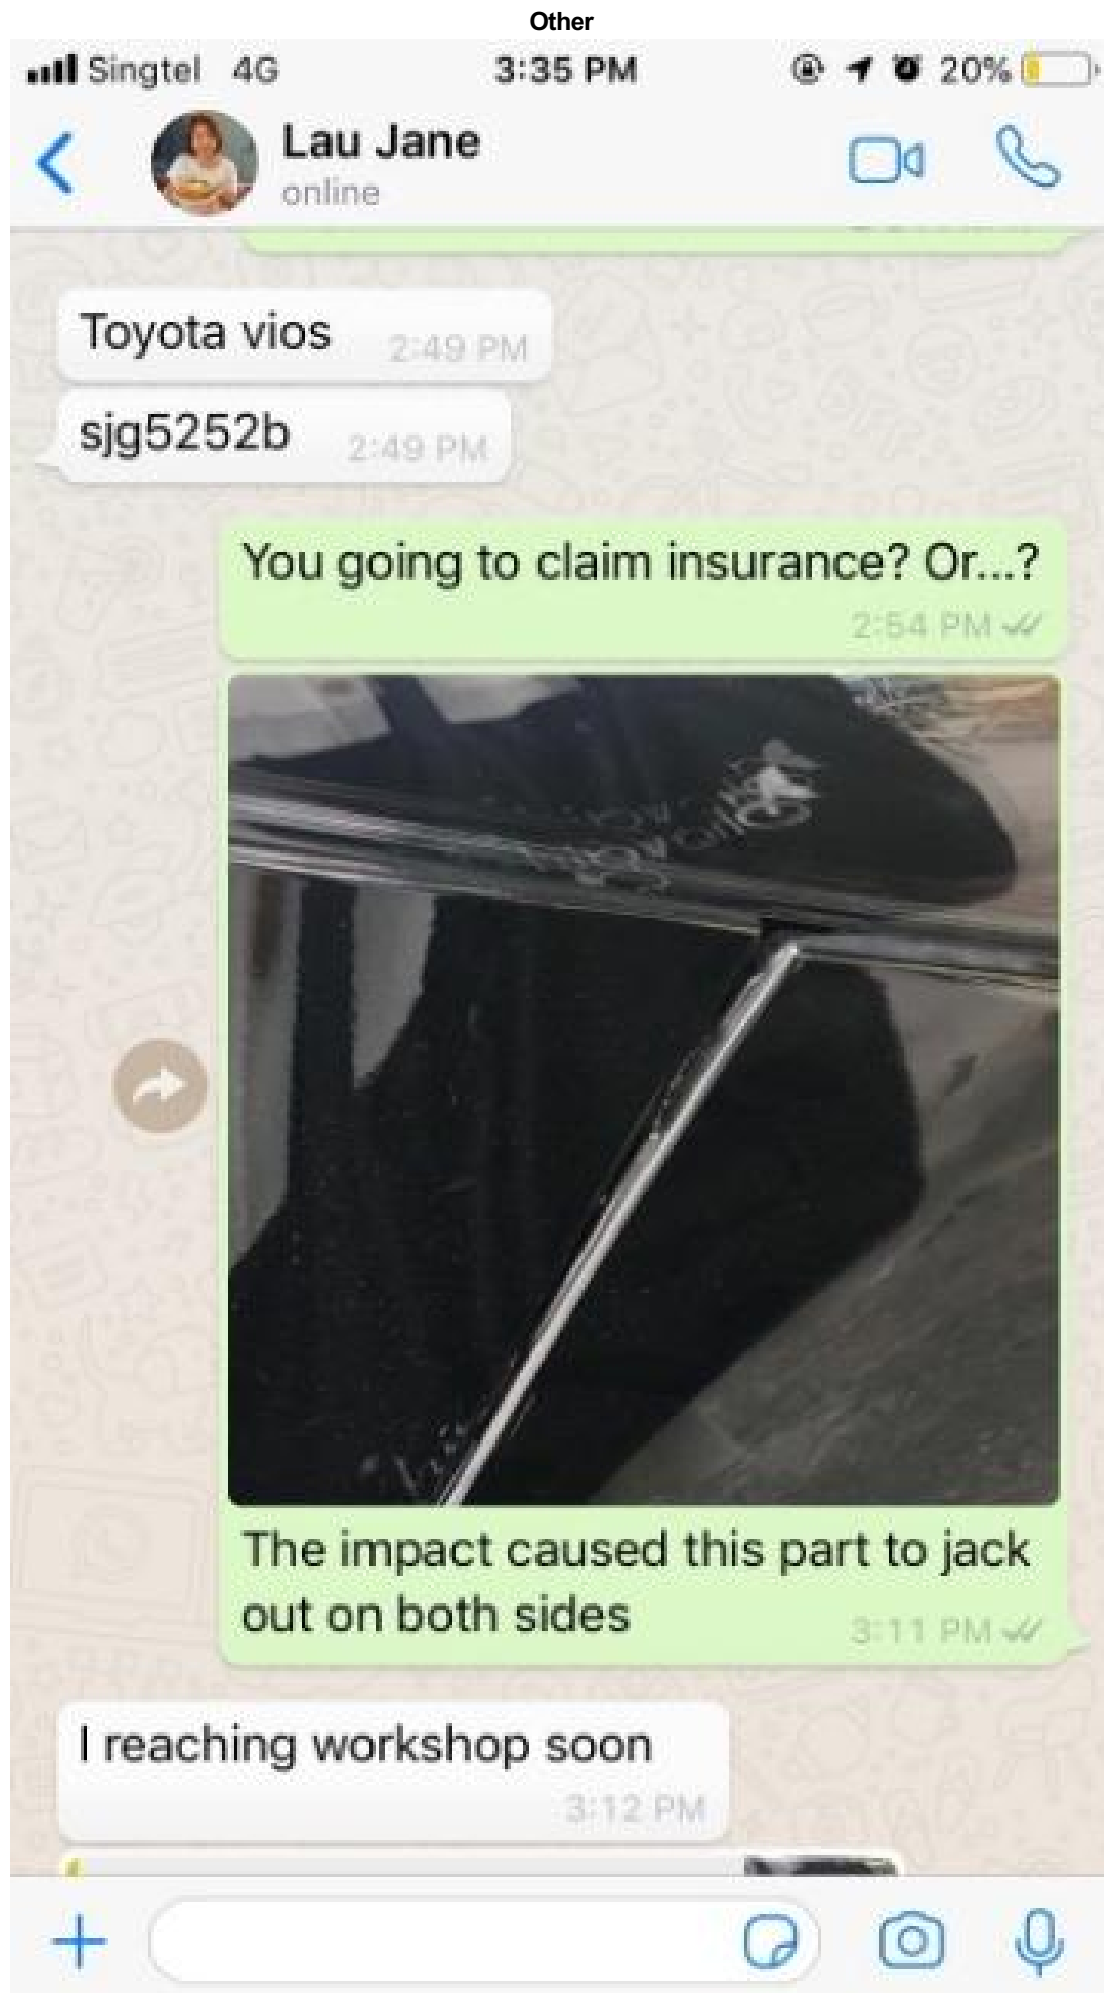 Other
Singtel 4G 3:35 PM 20%
Lau Jane
online
Toyota vios 2:49 PM
sjg5252b 2:49 PM
You going to claim insurance? Or...?
2:54 PM
The impact caused this part to jack
out on both sides 3:11 PM
I reaching workshop soon
3:12 PM